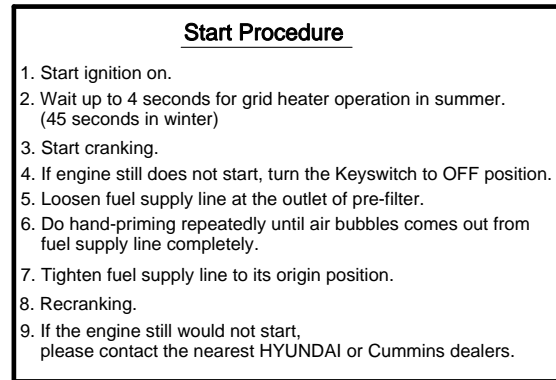 Start Procedure
1. Start ignition on.
2. Wait up to 4 seconds for grid heater operation in summer.
(45 seconds in winter)
3. Start cranking.
4. If engine still does not start, turn the Keyswitch to OFF position.
5. Loosen fuel supply line at the outlet of pre-filter.
6. Do hand-priming repeatedly until air bubbles comes out from
fuel supply line completely.
7. Tighten fuel supply line to its origin position.
8. Recranking.
9. If the engine still would not start,
please contact the nearest HYUNDAI or Cummins dealers.